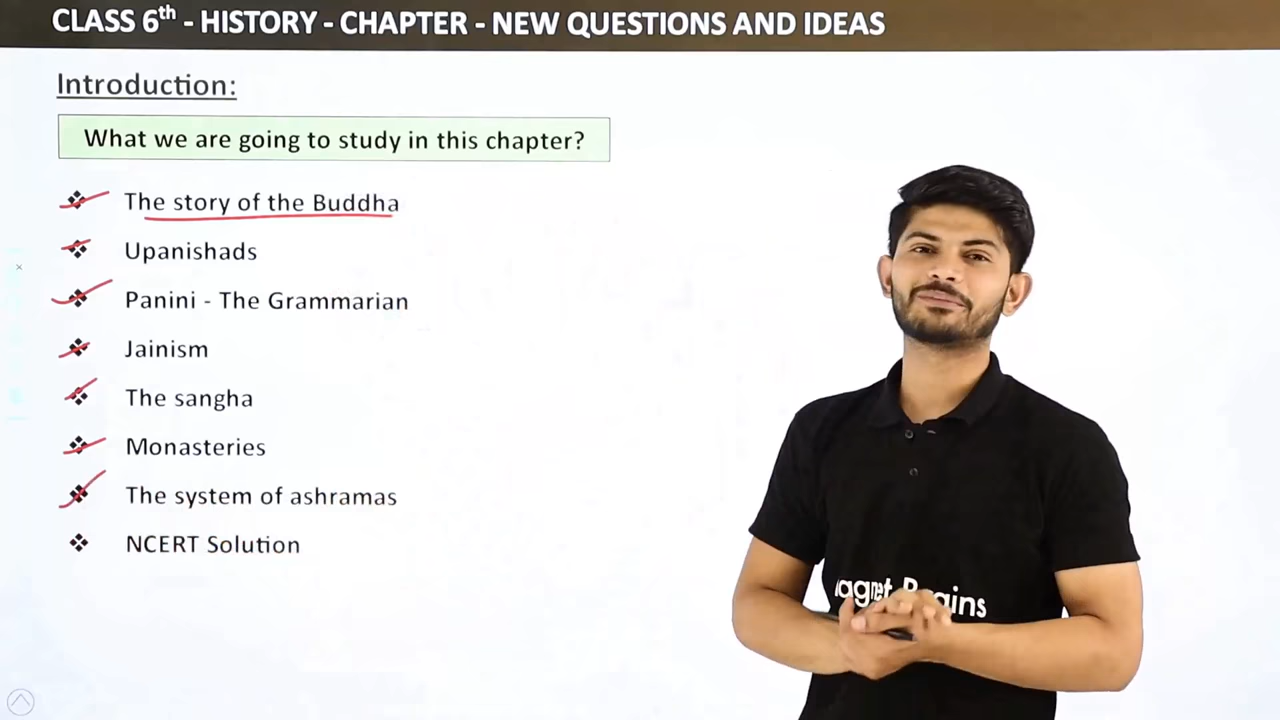 CLASS 6th - HISTORY - CHAPTER - NEW QUESTIONS AND IDEAS
Introduction:
What we are going to study in this chapter?
The story of the Buddha
Upanishads
Panini - The Grammarian
Jainism
The sangha
Monasteries
The system of ashramas
NCERT Solution